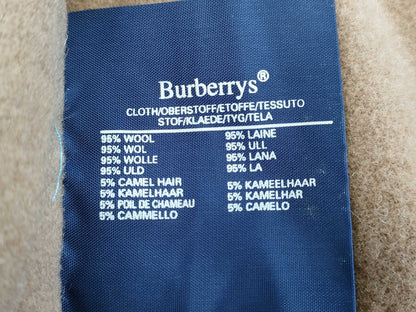 Burberrys®
CLOTH/OBERSTOFF/ETOFFE/TESSUTO
STOF/KLAEDE/TYG/TELA
95% WOOL 95% LAINE
95% WOL 95% ULL
95% WOLLE 95% LANA
95% ULD 95% LA
5% CAMEL HAIR 5% KAMEELHAAR
5% KAMELHAAR 5% KAMELHAR
5% POIL DE CHAMEAU 5% CAMELO
5% CAMMELLO